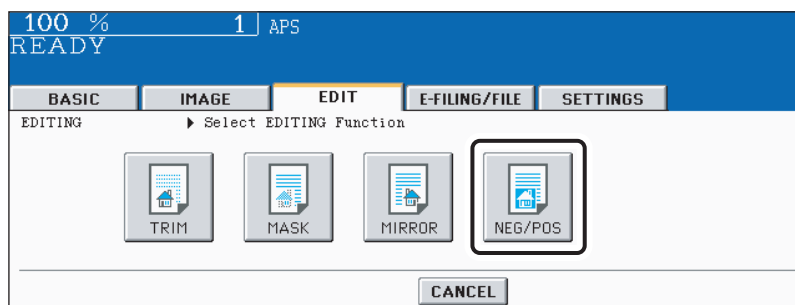 100 % 1 APS
READY
BASIC IMAGE EDIT E-FILING/FILE SETTINGS
EDITING ▶ Select EDITING Function
TRIM MASK MIRROR NEG/POS
CANCEL